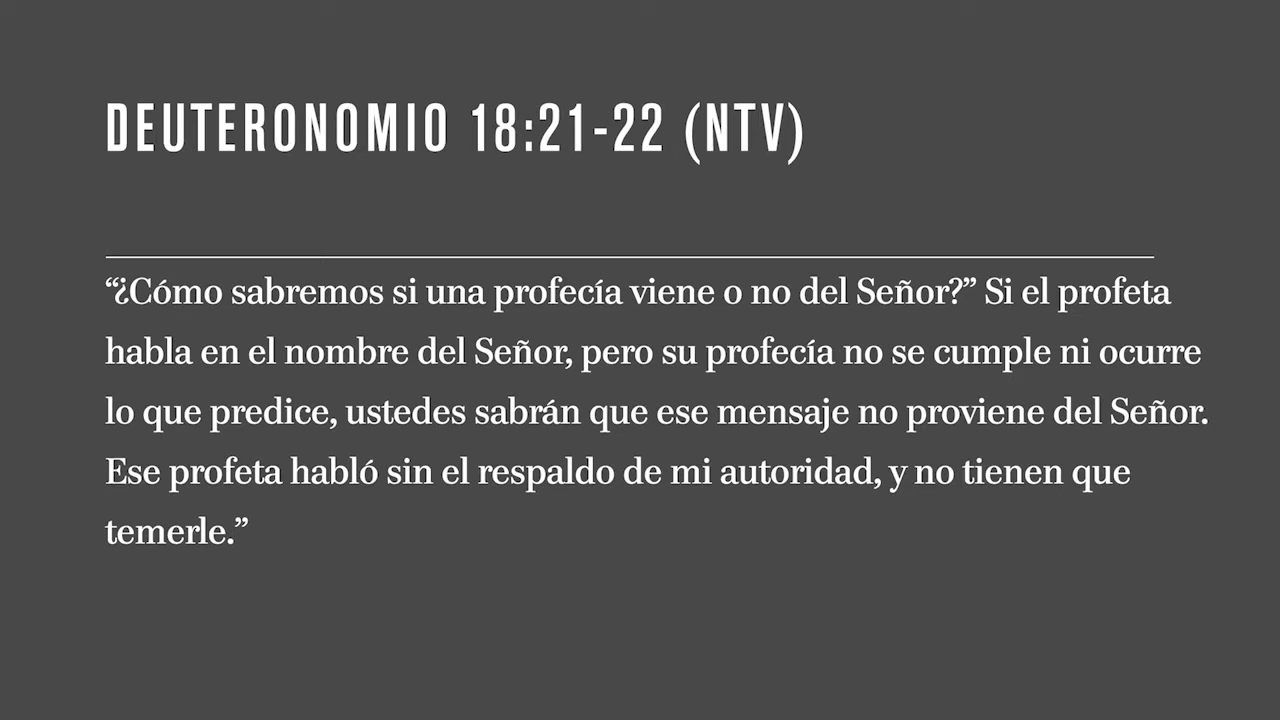 DEUTERONOMIO 18:21-22 (NTV)
“¿Cómo sabremos si una profecía viene o no del Señor?” Si el profeta
habla en el nombre del Señor, pero su profecía no se cumple ni ocurre
lo que predice, ustedes sabrán que ese mensaje no proviene del Señor.
Ese profeta habló sin el respaldo de mi autoridad, y no tienen que
temerle.”